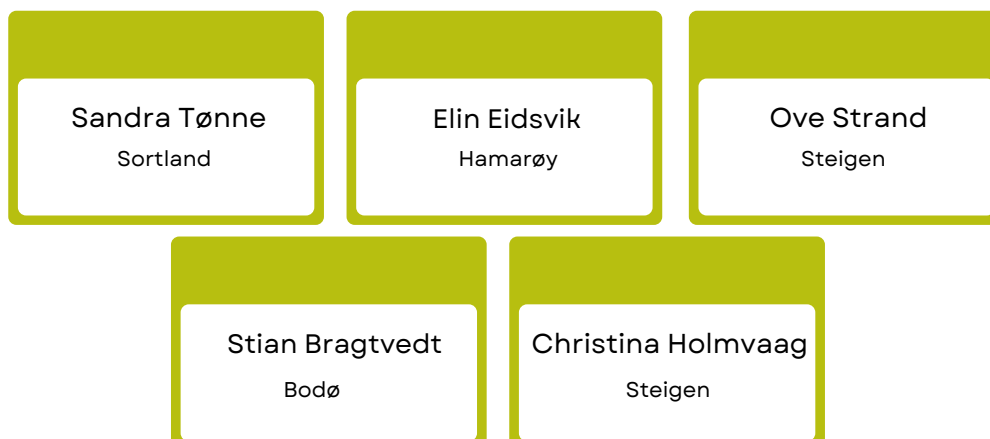 Sandra Tønne
Sortland
Elin Eidsvik
Hamarøy
Ove Strand
Steigen
Stian Bragtvedt
Bodø
Christina Holmvaag
Steigen